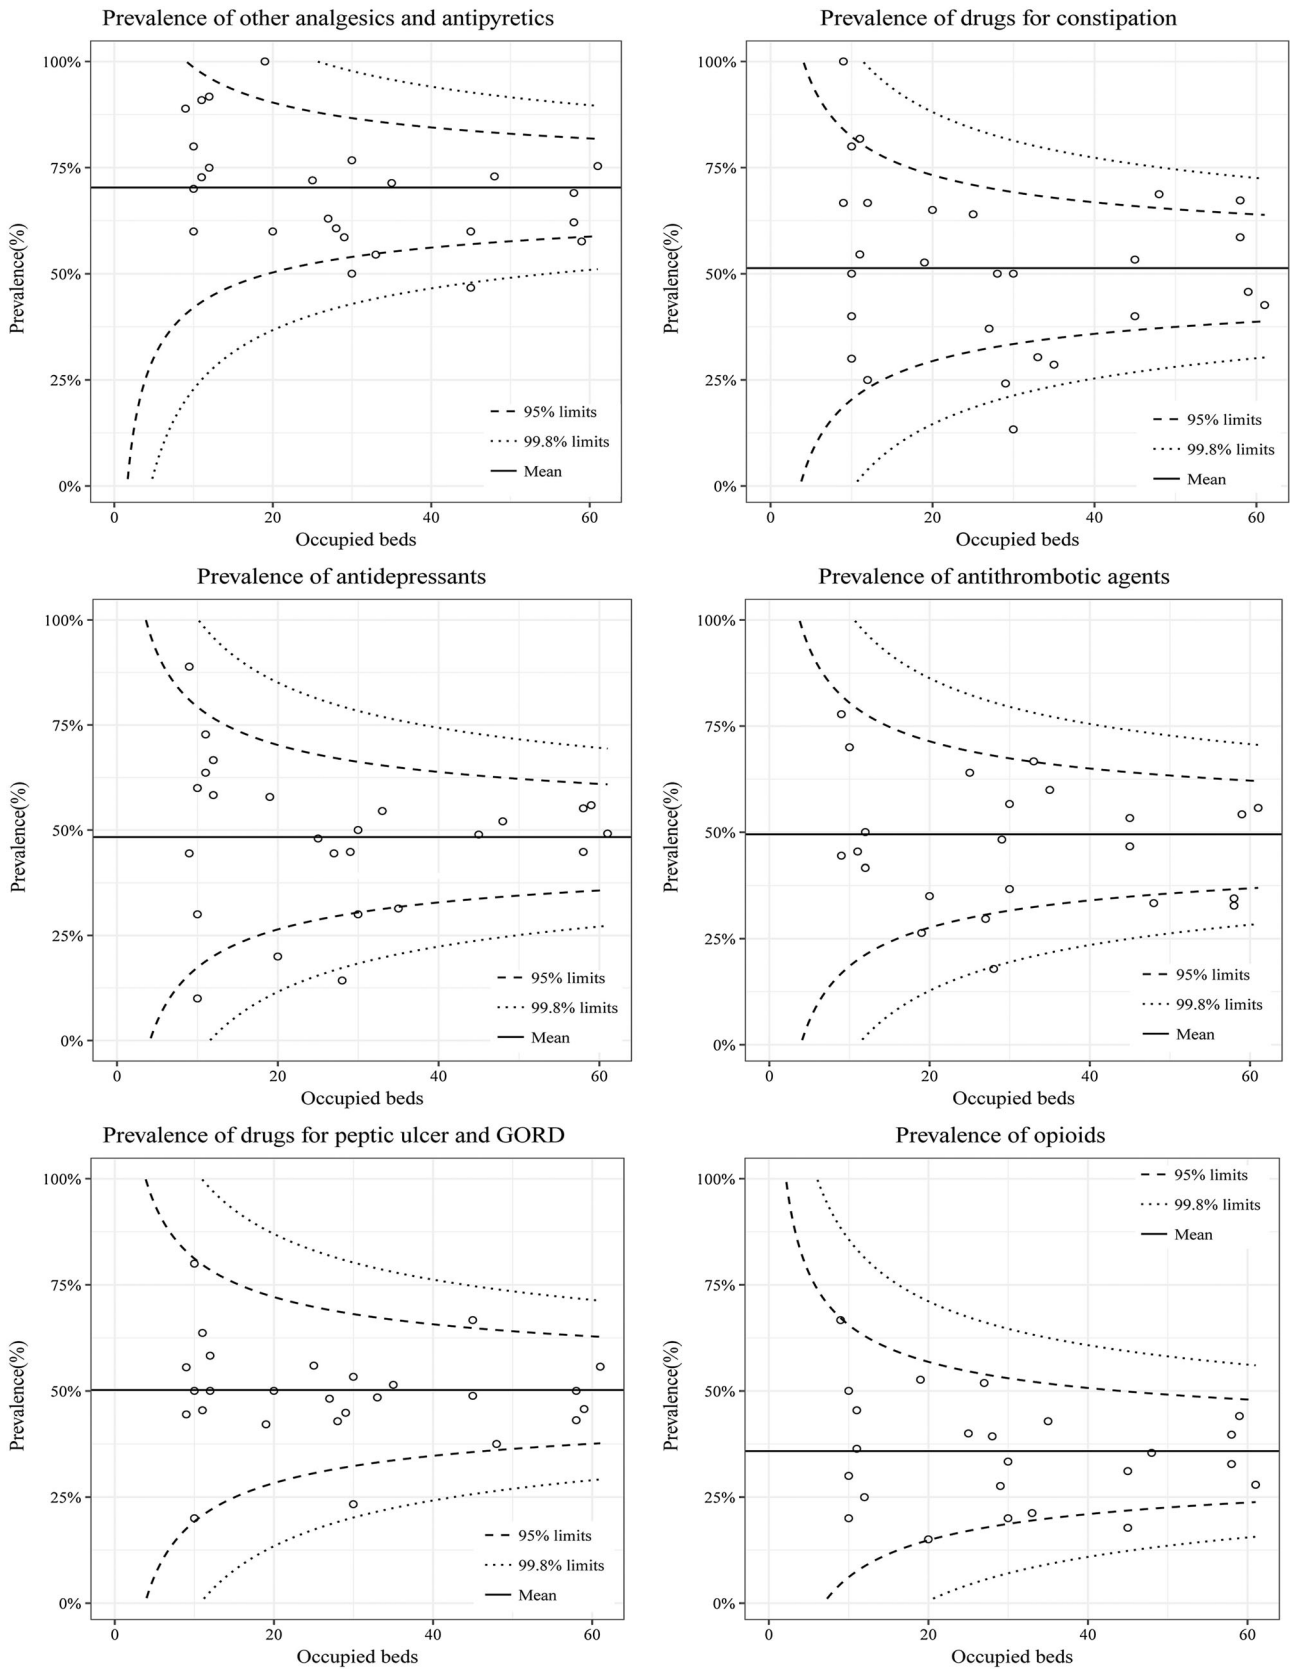 Prevalence of other analgesics and antipyretics
100%
75%
50%
25%
0%
Prevalence(%)
95% limits
99.8% limits
Mean
0 20 40 60
Occupied beds
Prevalence of drugs for constipation
100%
75%
50%
25%
0%
Prevalence(%)
95% limits
99.8% limits
Mean
0 20 40 60
Occupied beds
Prevalence of antidepressants
100%
75%
50%
25%
0%
Prevalence(%)
95% limits
99.8% limits
Mean
0 20 40 60
Occupied beds
Prevalence of antithrombotic agents
100%
75%
50%
25%
0%
Prevalence(%)
95% limits
99.8% limits
Mean
0 20 40 60
Occupied beds
Prevalence of drugs for peptic ulcer and GORD
100%
75%
50%
25%
0%
Prevalence(%)
95% limits
99.8% limits
Mean
0 20 40 60
Occupied beds
Prevalence of opioids
95% limits
99.8% limits
Mean
100%
75%
50%
25%
0%
Prevalence(%)
0 20 40 60
Occupied beds